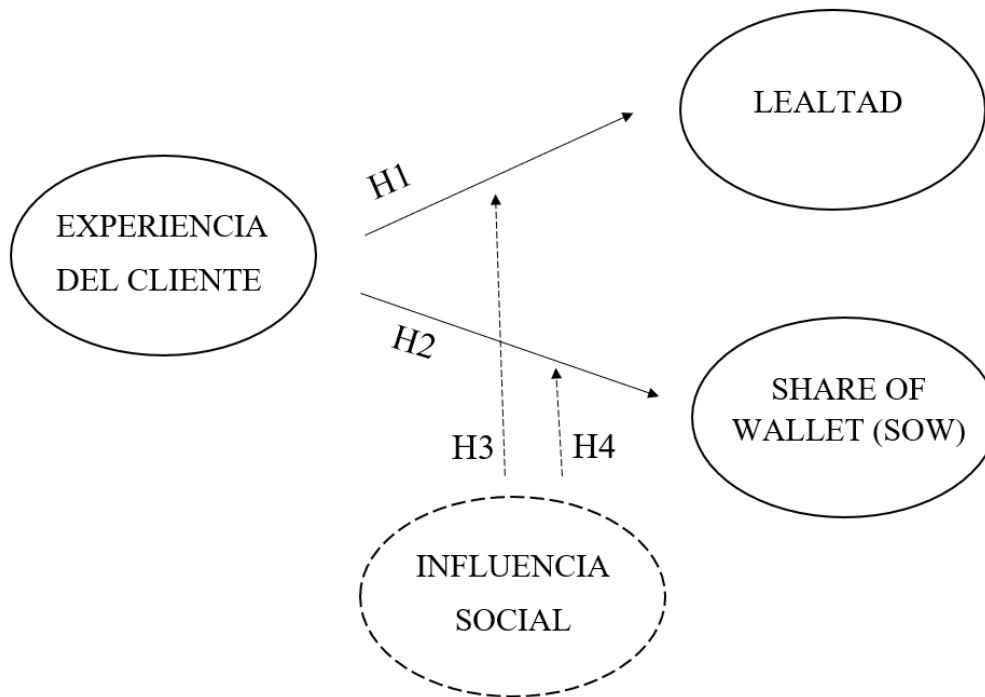 LEALTAD
H1
EXPERIENCIA
DEL CLIENTE
H2
SHARE OF
WALLET (SOW)
H3
H4
INFLUENCIA
SOCIAL